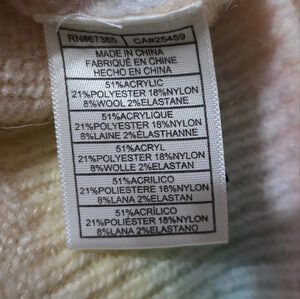 RN#67365 CA#25459
MADE IN CHINA
FABRIQUÉ EN CHINE
HECHO EN CHINA
51%ACRYLIC
21%POLYESTER 18%NYLON
8%WOOL 2%ELASTANE
51%ACRYLIQUE
21%POLYESTER 18%NYLON
8%LAINE 2%ÉLASTHANNE
51%ACRYL
21%POLYESTER 18%NYLON
8%WOLLE 2%ELASTAN
51%ACRILICO
21%POLIESTERE 18%NYLON
8%LANA 2%ELASTAN
51%ACRÍLICO
21%POLIÉSTER 18%NYLON
8%LANA 2%ELASTANO